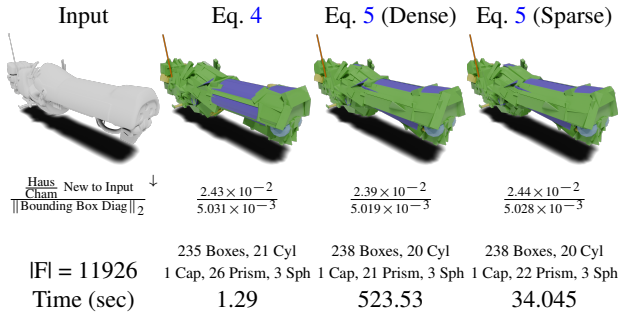 Input Eq. 4 Eq. 5 (Dense) Eq. 5 (Sparse)
Haus/Cham New to Input / ||Bounding Box Diag||₂ ↓ 2.43 × 10⁻² / 5.031 × 10⁻³ 2.39 × 10⁻² / 5.019 × 10⁻³ 2.44 × 10⁻² / 5.028 × 10⁻³
235 Boxes, 21 Cyl 238 Boxes, 20 Cyl 238 Boxes, 20 Cyl
|F| = 11926 1 Cap, 26 Prism, 3 Sph 1 Cap, 21 Prism, 3 Sph 1 Cap, 22 Prism, 3 Sph
Time (sec) 1.29 523.53 34.045